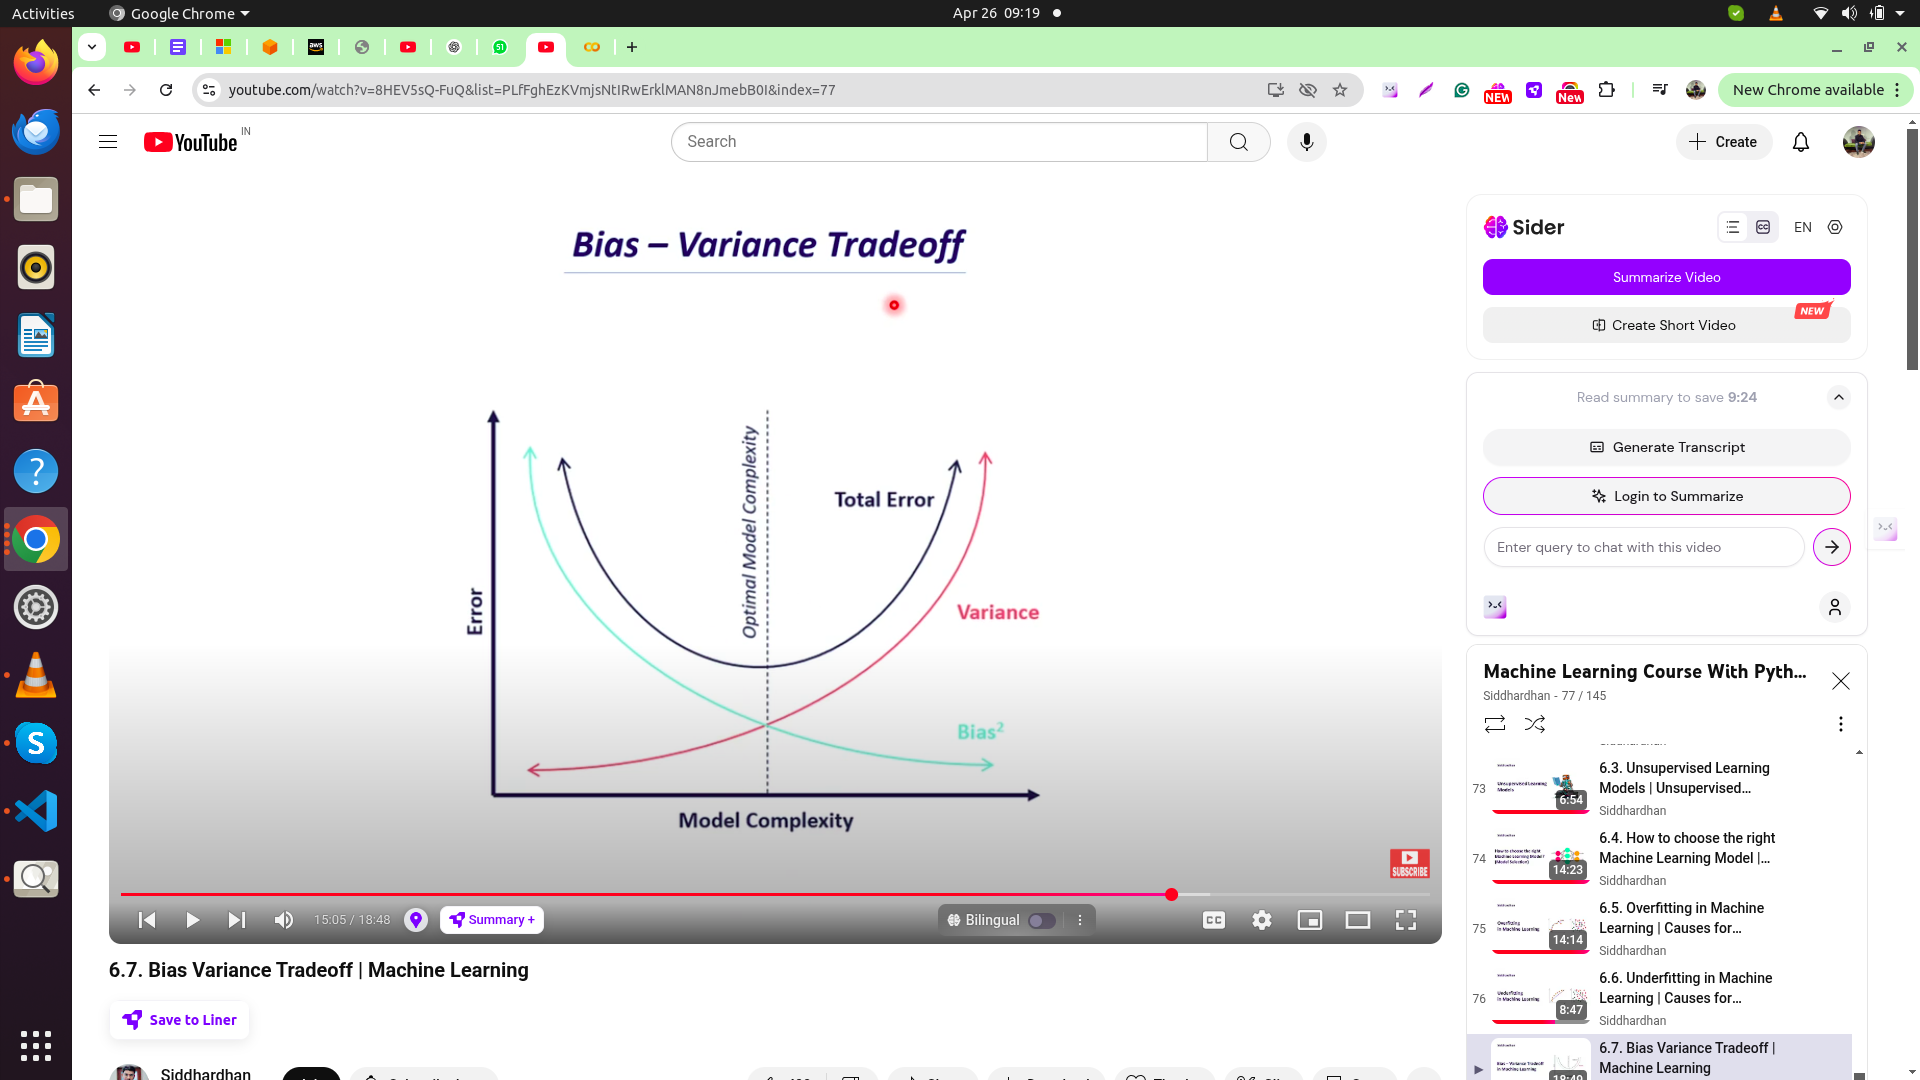 Activities
Google Chrome
Apr 26 09:19
youtube.com/watch?v=8HEV5sQ-FuQ&list=PLfFghEzKVmjsNtIRwErklMAN8nJmebB0I&index=77
NEW
New
New Chrome available
YouTube
IN
Search
Create
Bias – Variance Tradeoff
Error
Optimal Model Complexity
Total Error
Variance
Bias²
Model Complexity
SUBSCRIBE
15:05 / 18:48
Summary +
Bilingual
CC
6.7. Bias Variance Tradeoff | Machine Learning
Save to Liner
Siddhardhan
Sider
EN
Summarize Video
NEW
Create Short Video
Read summary to save 9:24
Generate Transcript
Login to Summarize
Enter query to chat with this video
Machine Learning Course With Pyth...
Siddhardhan - 77 / 145
73
6:54
6.3. Unsupervised Learning
Models | Unsupervised...
Siddhardhan
74
14:23
6.4. How to choose the right
Machine Learning Model |...
Siddhardhan
75
14:14
6.5. Overfitting in Machine
Learning | Causes for...
Siddhardhan
76
8:47
6.6. Underfitting in Machine
Learning | Causes for...
Siddhardhan
6.7. Bias Variance Tradeoff |
Machine Learning